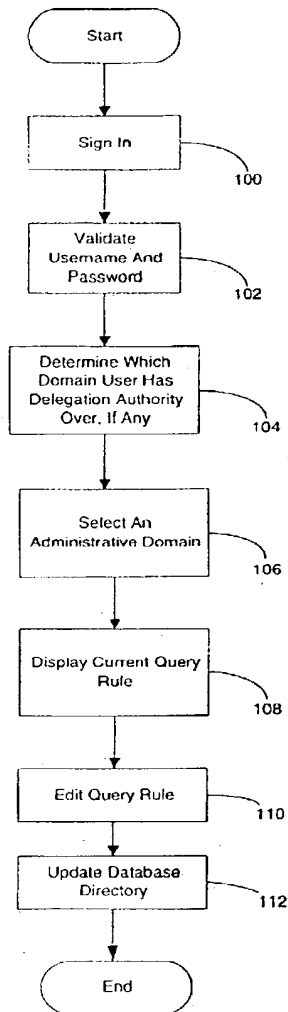 Start
Sign In
100
Validate
Username And
Password
102
Determine Which
Domain User Has
Delegation Authority
Over, If Any
104
Select An
Administrative Domain
106
Display Current Query
Rule
108
Edit Query Rule
110
Update Database
Directory
112
End